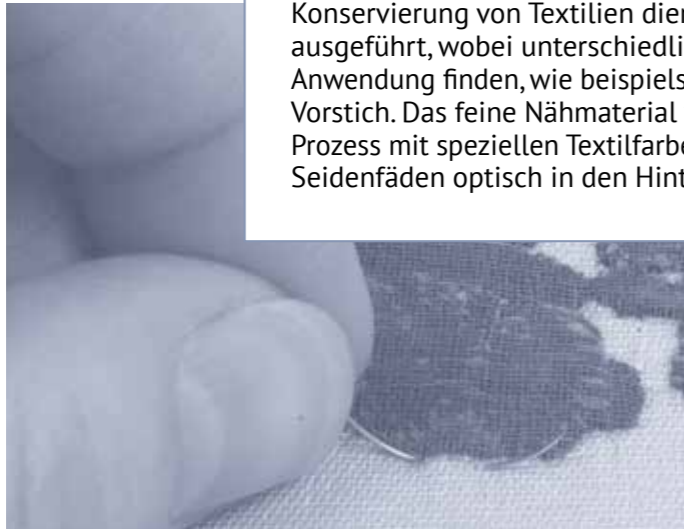 Konservierung von Textilien dien
ausgeführt, wobei unterschiedli
Anwendung finden, wie beispiels
Vorstich. Das feine Nähmaterial
Prozess mit speziellen Textilfarbe
Seidenfäden optisch in den Hint